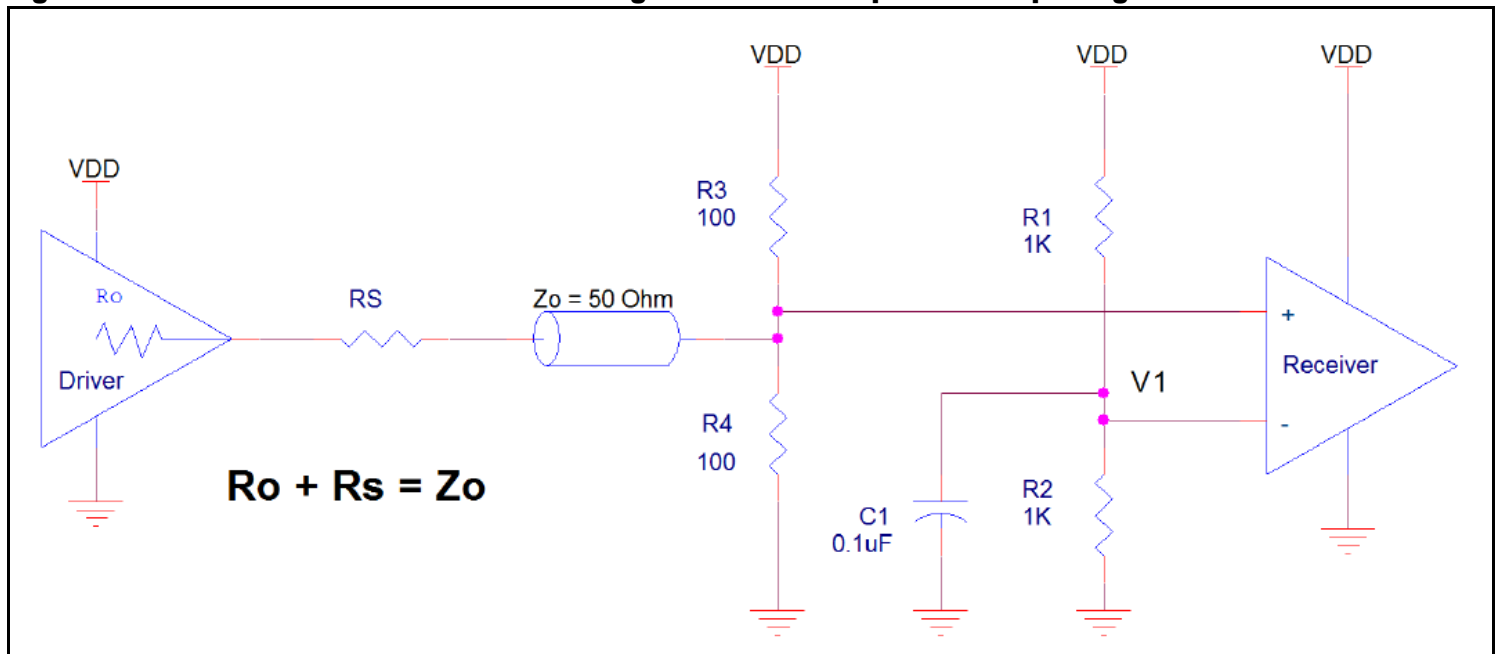 VDD
VDD
VDD
VDD
R3
100
R1
1K
Ro
RS
Zo = 50 Ohm
+
Driver
Receiver
V1
-
R4
100
Ro + Rs = Zo
R2
1K
C1
0.1uF